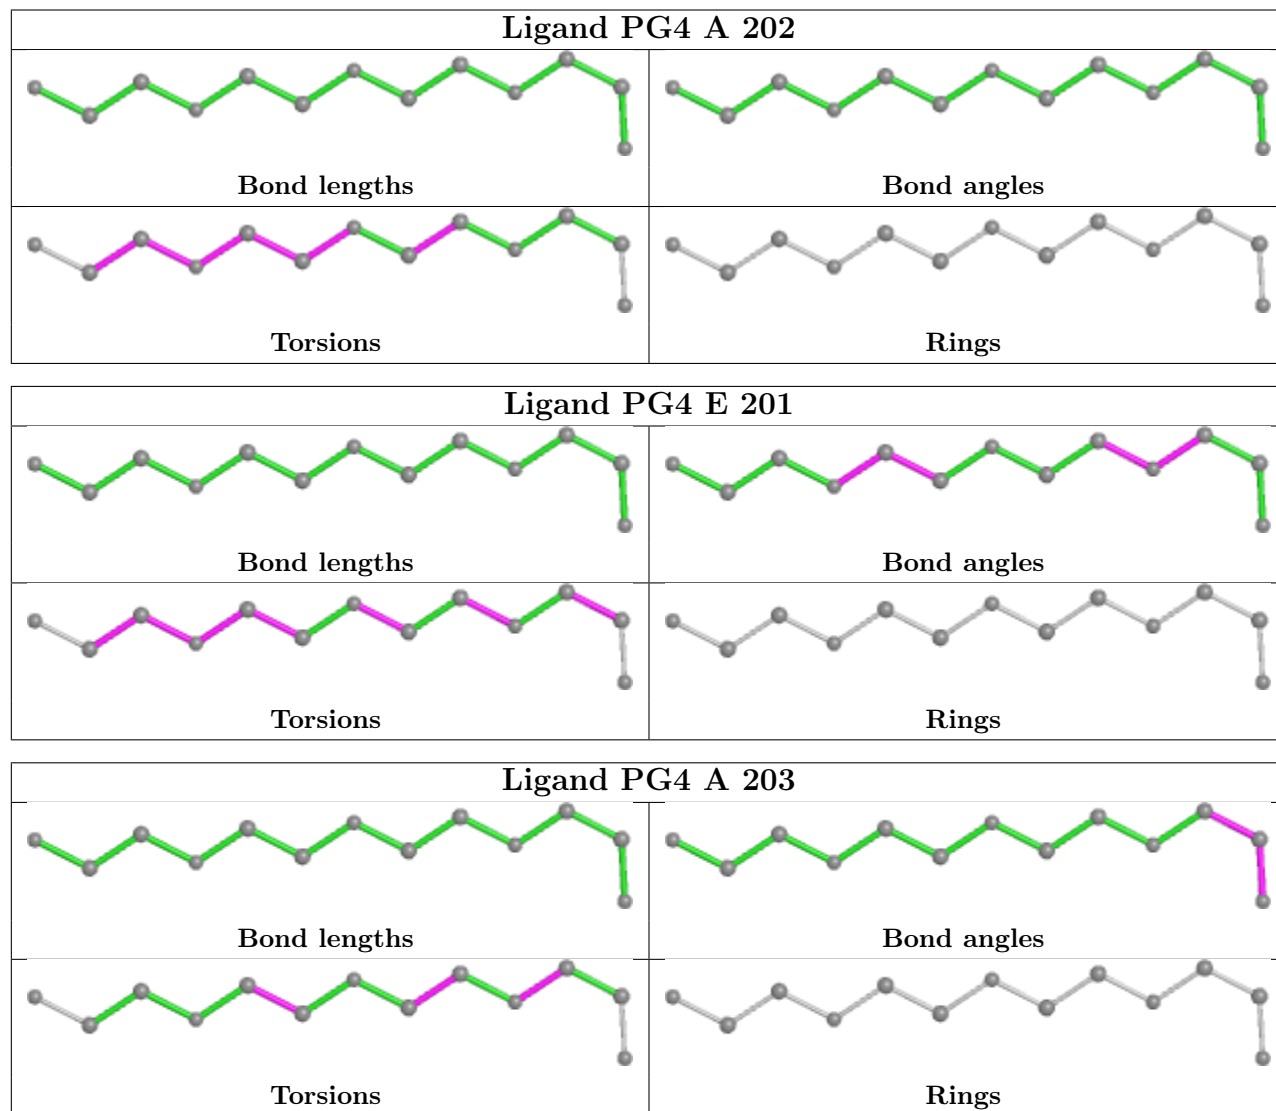 Ligand PG4 A 202
Bond lengths
Bond angles
Torsions
Rings
Ligand PG4 E 201
Bond lengths
Bond angles
Torsions
Rings
Ligand PG4 A 203
Bond lengths
Bond angles
Torsions
Rings